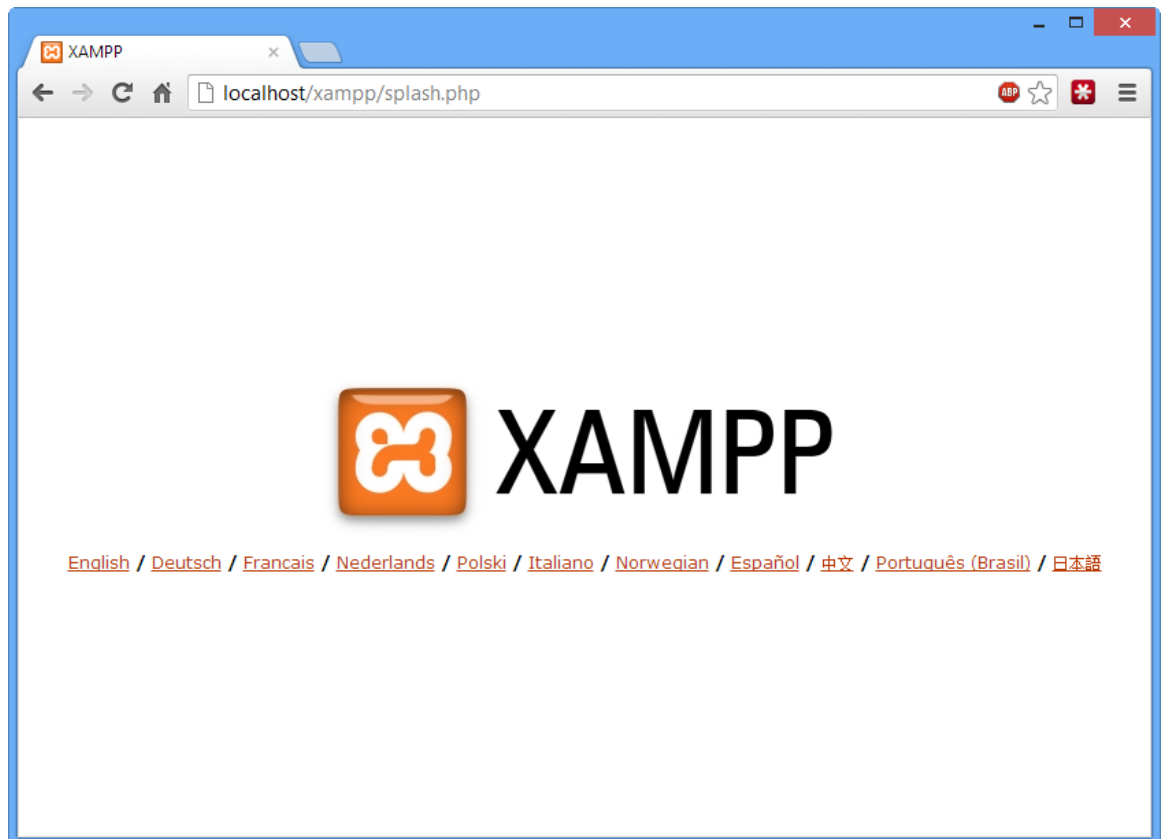 XAMPP
localhost/xampp/splash.php
ABP
XAMPP
English / Deutsch / Francais / Nederlands / Polski / Italiano / Norwegian / Español / 中文 / Português (Brasil) / 日本語